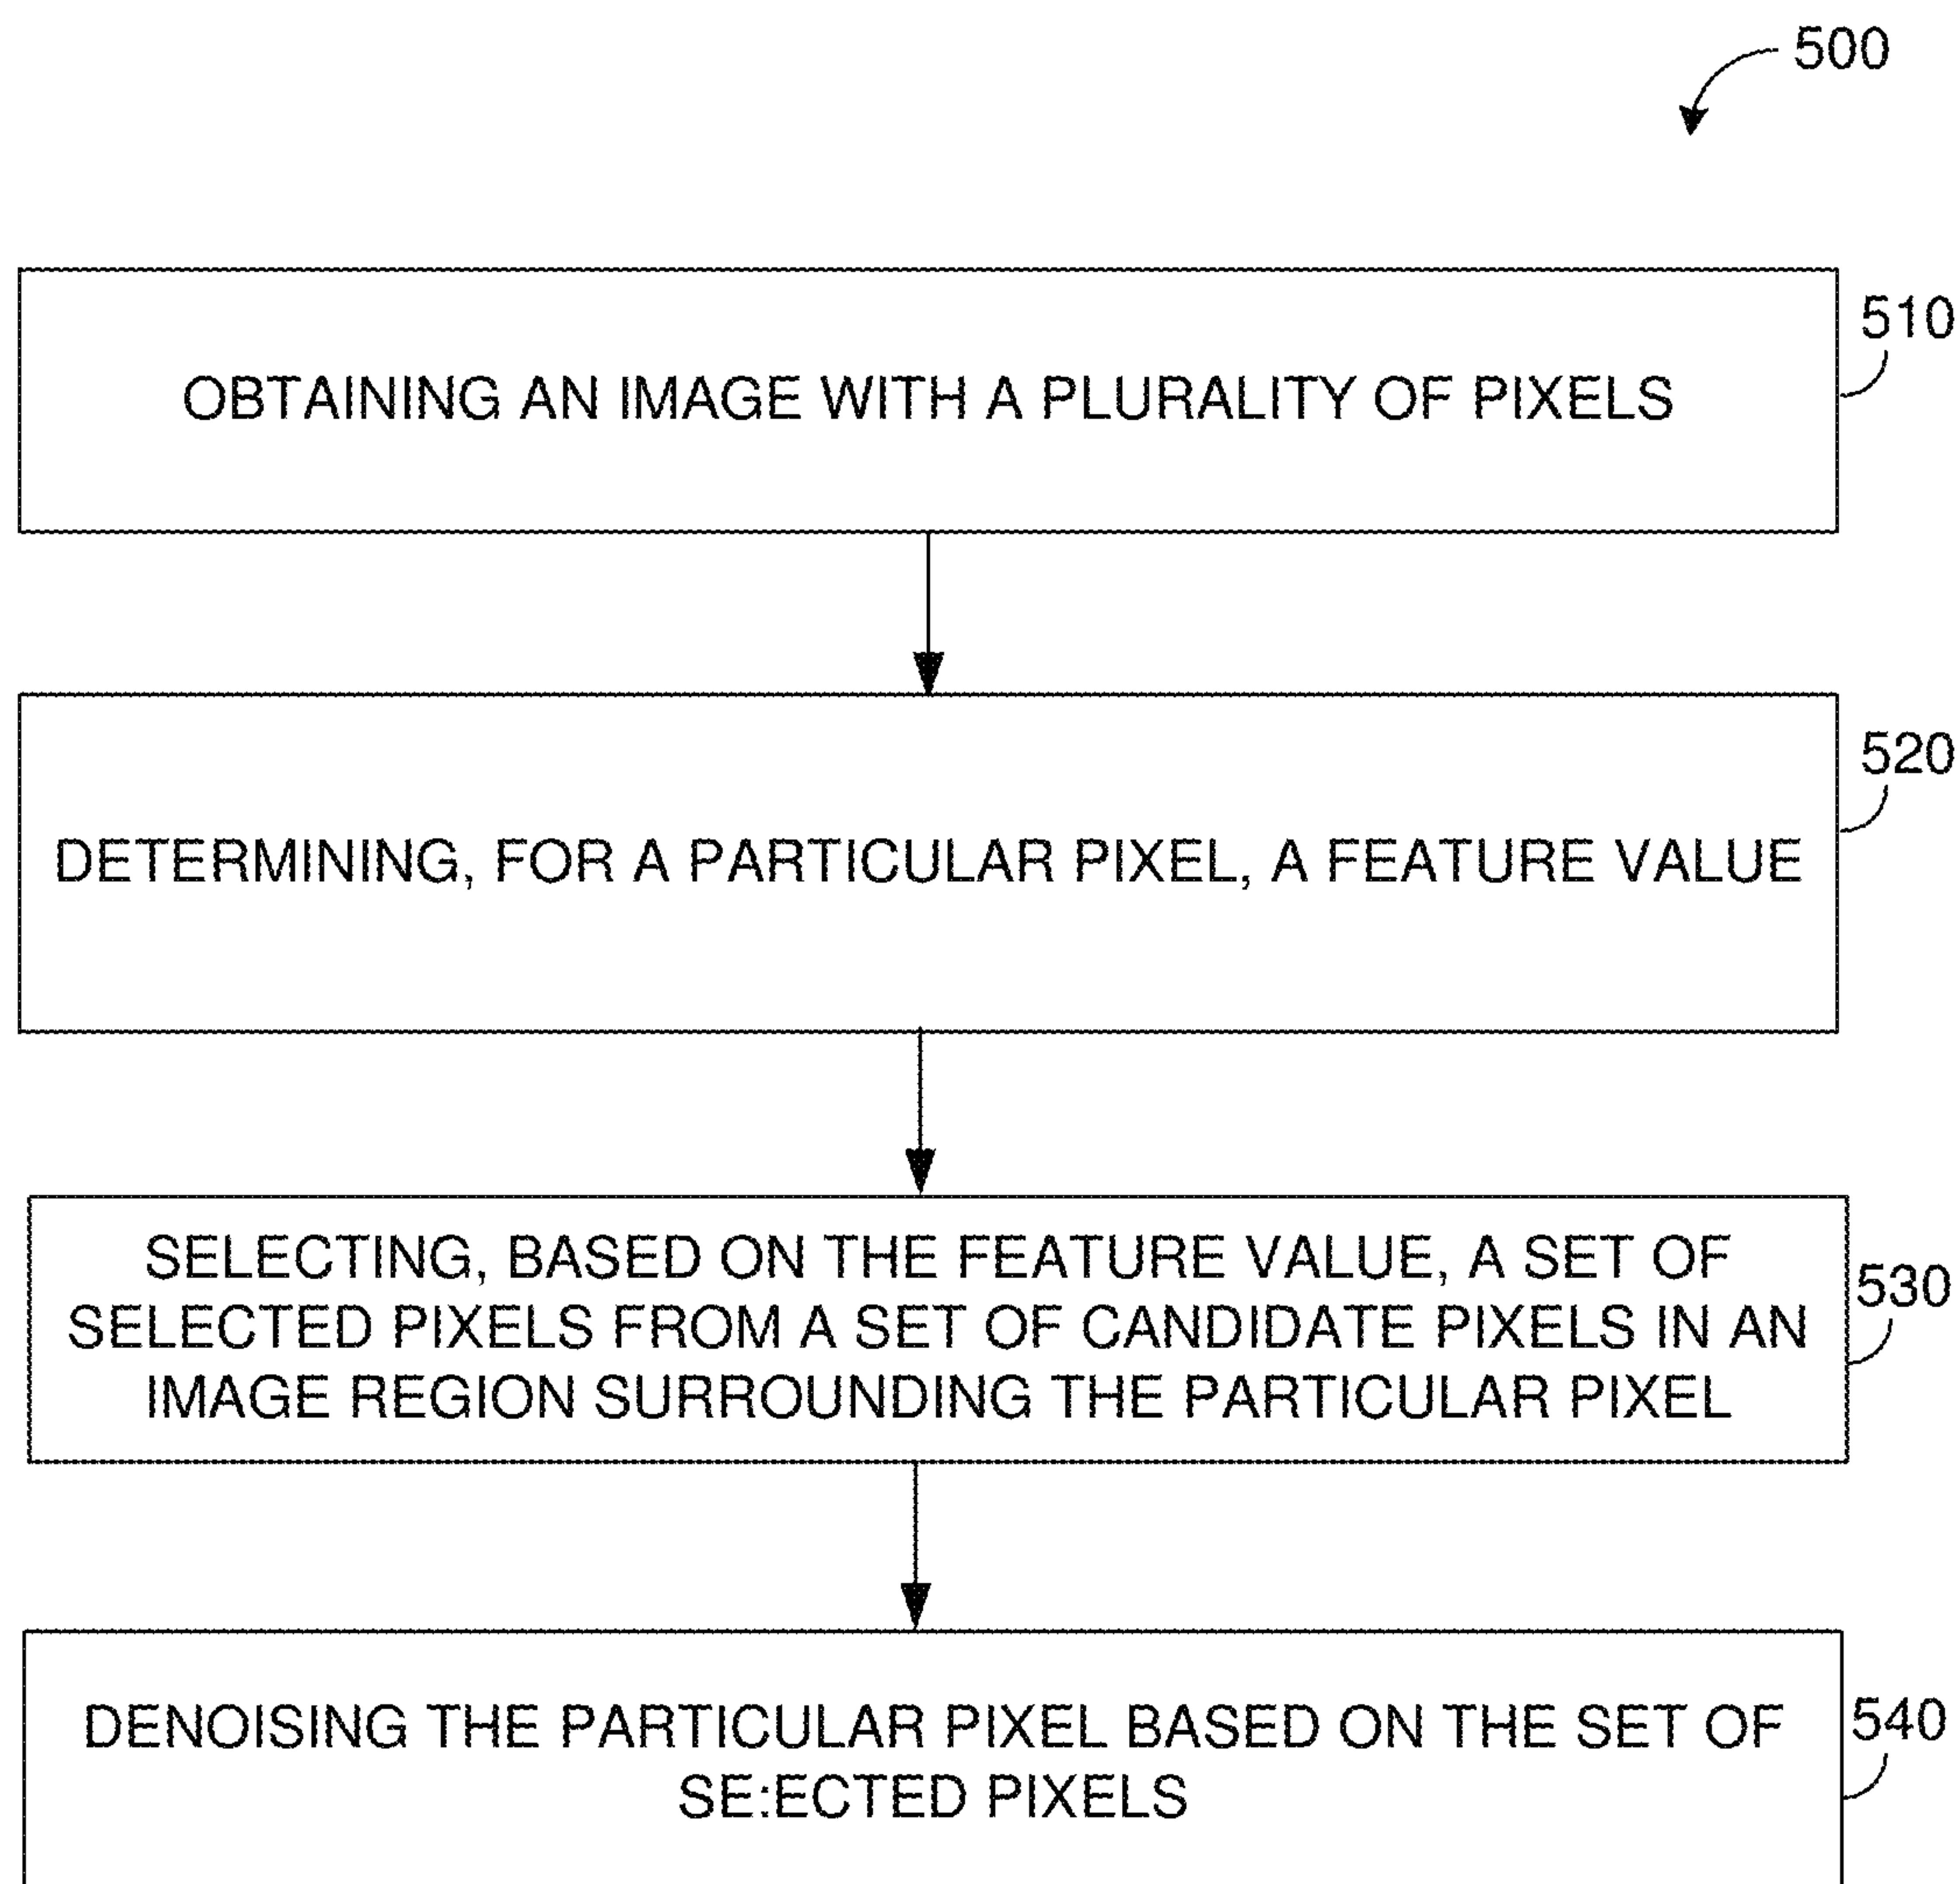 500
510
OBTAINING AN IMAGE WITH A PLURALITY OF PIXELS
520
DETERMINING, FOR A PARTICULAR PIXEL, A FEATURE VALUE
SELECTING, BASED ON THE FEATURE VALUE, A SET OF
530
SELECTED PIXELS FROM A SET OF CANDIDATE PIXELS IN AN
IMAGE REGION SURROUNDING THE PARTICULAR PIXEL
540
DENOISING THE PARTICULAR PIXEL BASED ON THE SET OF
SE:ECTED PIXELS